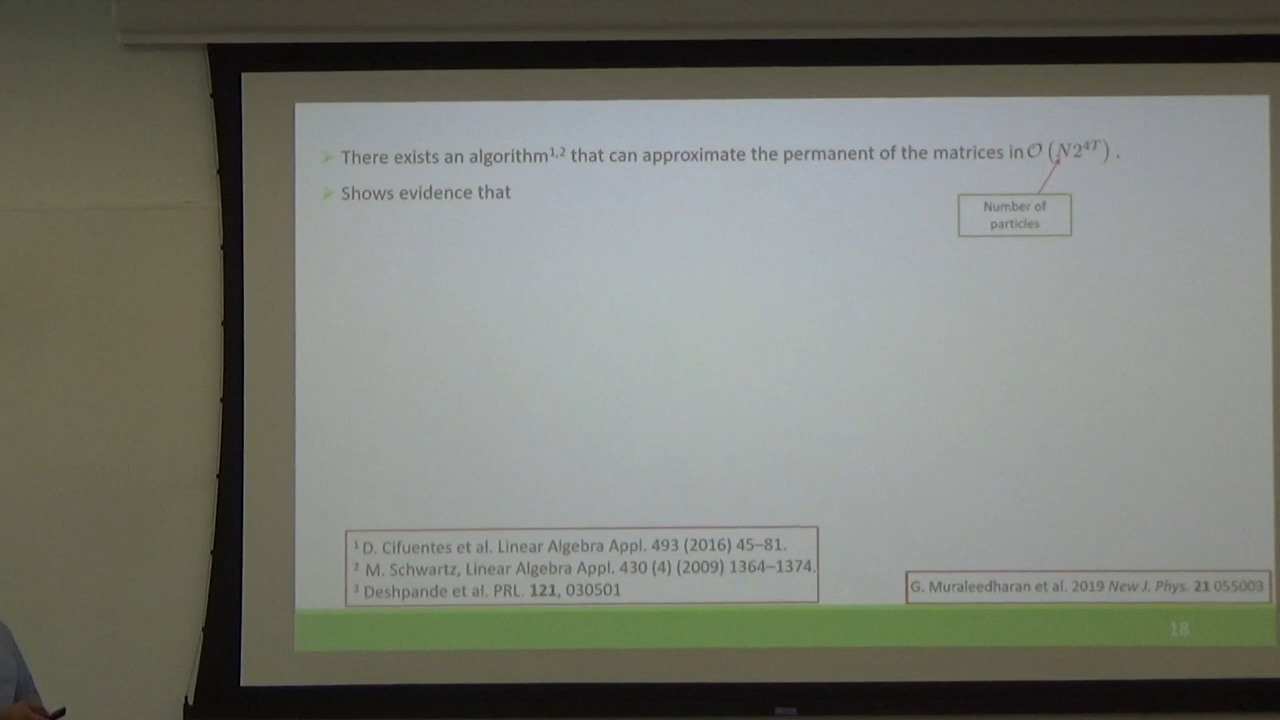 ➢ There exists an algorithm¹,² that can approximate the permanent of the matrices in 𝒪 (N2⁴ᵀ) .
➢ Shows evidence that
Number of
particles
¹ D. Cifuentes et al. Linear Algebra Appl. 493 (2016) 45–81.
² M. Schwartz, Linear Algebra Appl. 430 (4) (2009) 1364–1374.
³ Deshpande et al. PRL. 121, 030501
G. Muraleedharan et al. 2019 New J. Phys. 21 055003
18